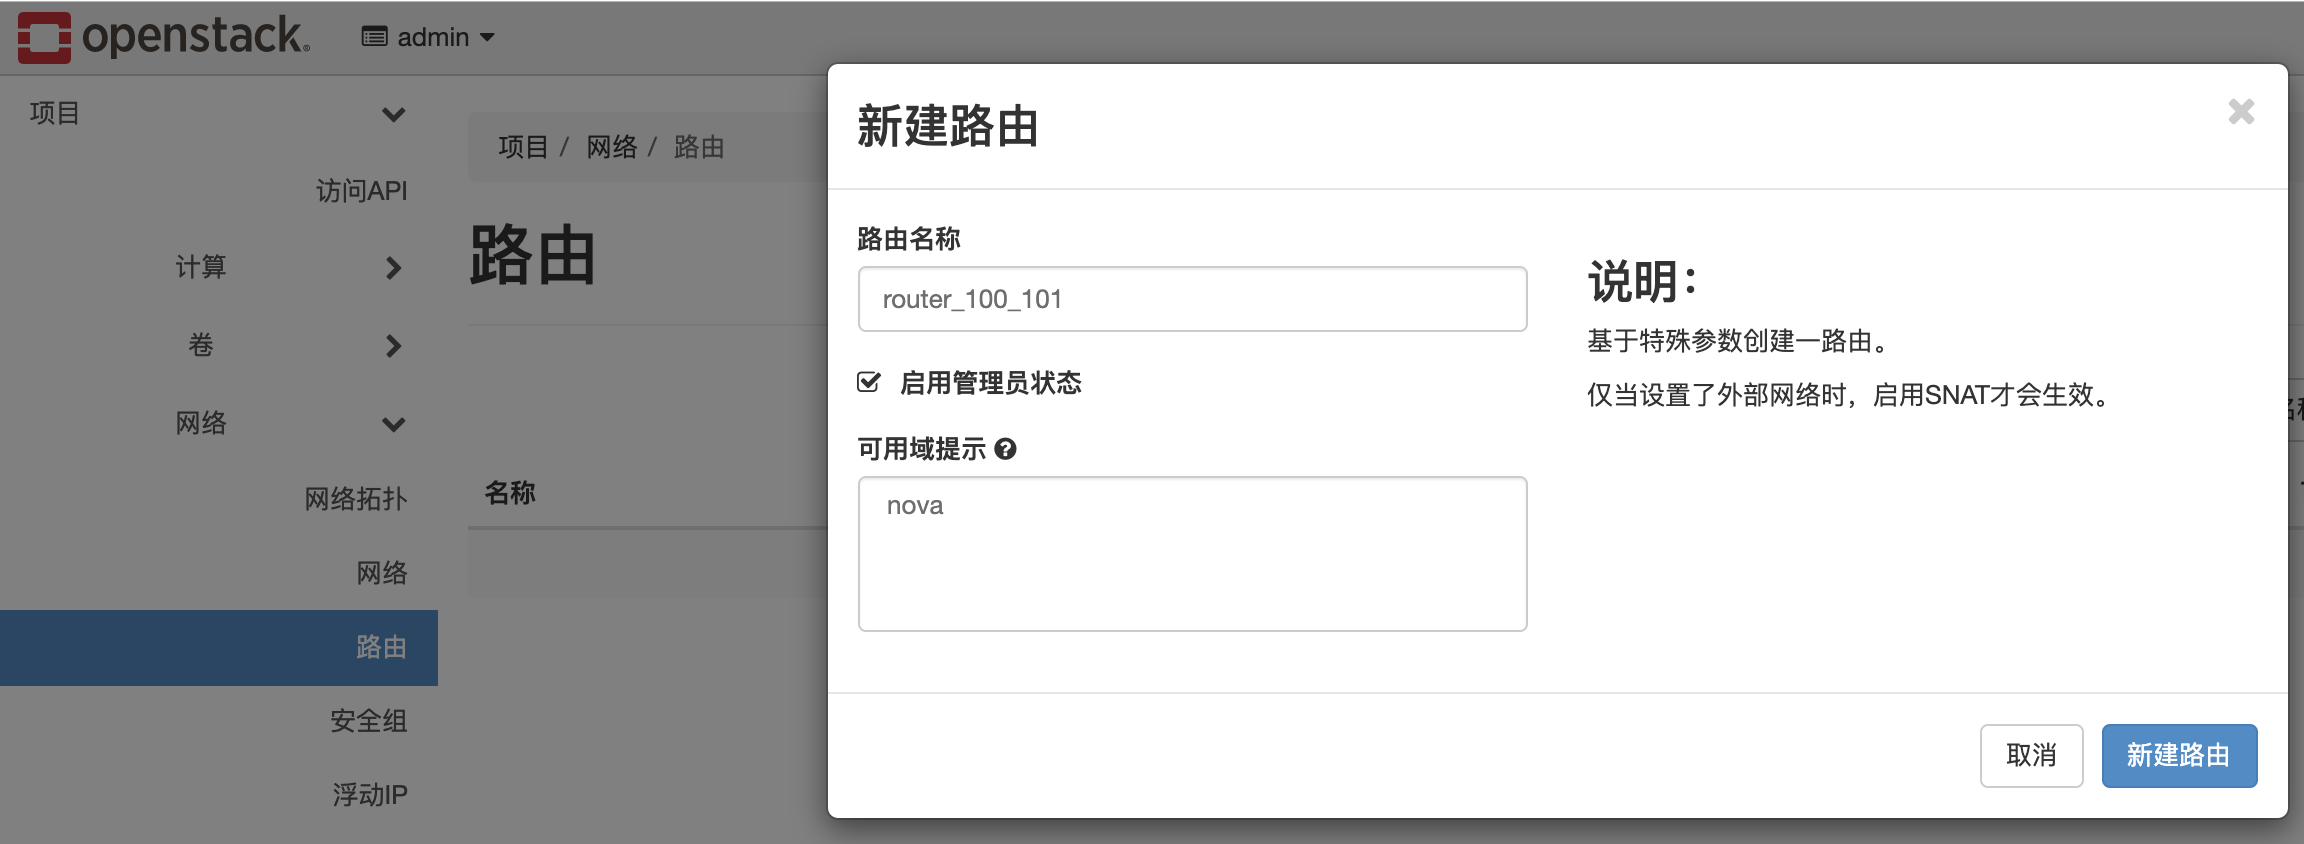 openstack.
admin
项目
访问API
计算
卷
网络
网络拓扑
网络
路由
安全组
浮动IP
项目 / 网络 / 路由
路由
名称
新建路由
路由名称
router_100_101
启用管理员状态
可用域提示
nova
说明：
基于特殊参数创建一路由。
仅当设置了外部网络时，启用SNAT才会生效。
取消
新建路由